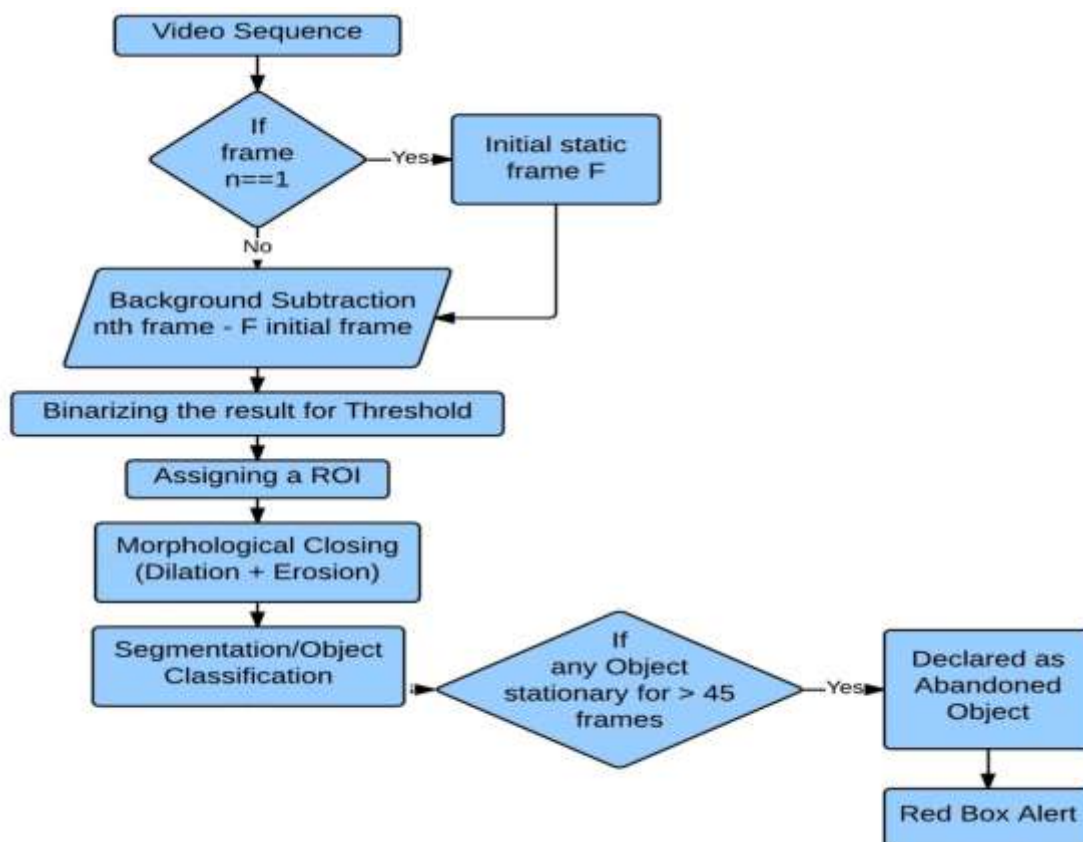 Video Sequence
If
frame
n==1
Yes
Initial static
frame F
No
Background Subtraction
nth frame - F initial frame
Binarizing the result for Threshold
Assigning a ROI
Morphological Closing
(Dilation + Erosion)
Segmentation/Object
Classification
If
any Object
stationary for > 45
frames
Yes
Declared as
Abandoned
Object
Red Box Alert